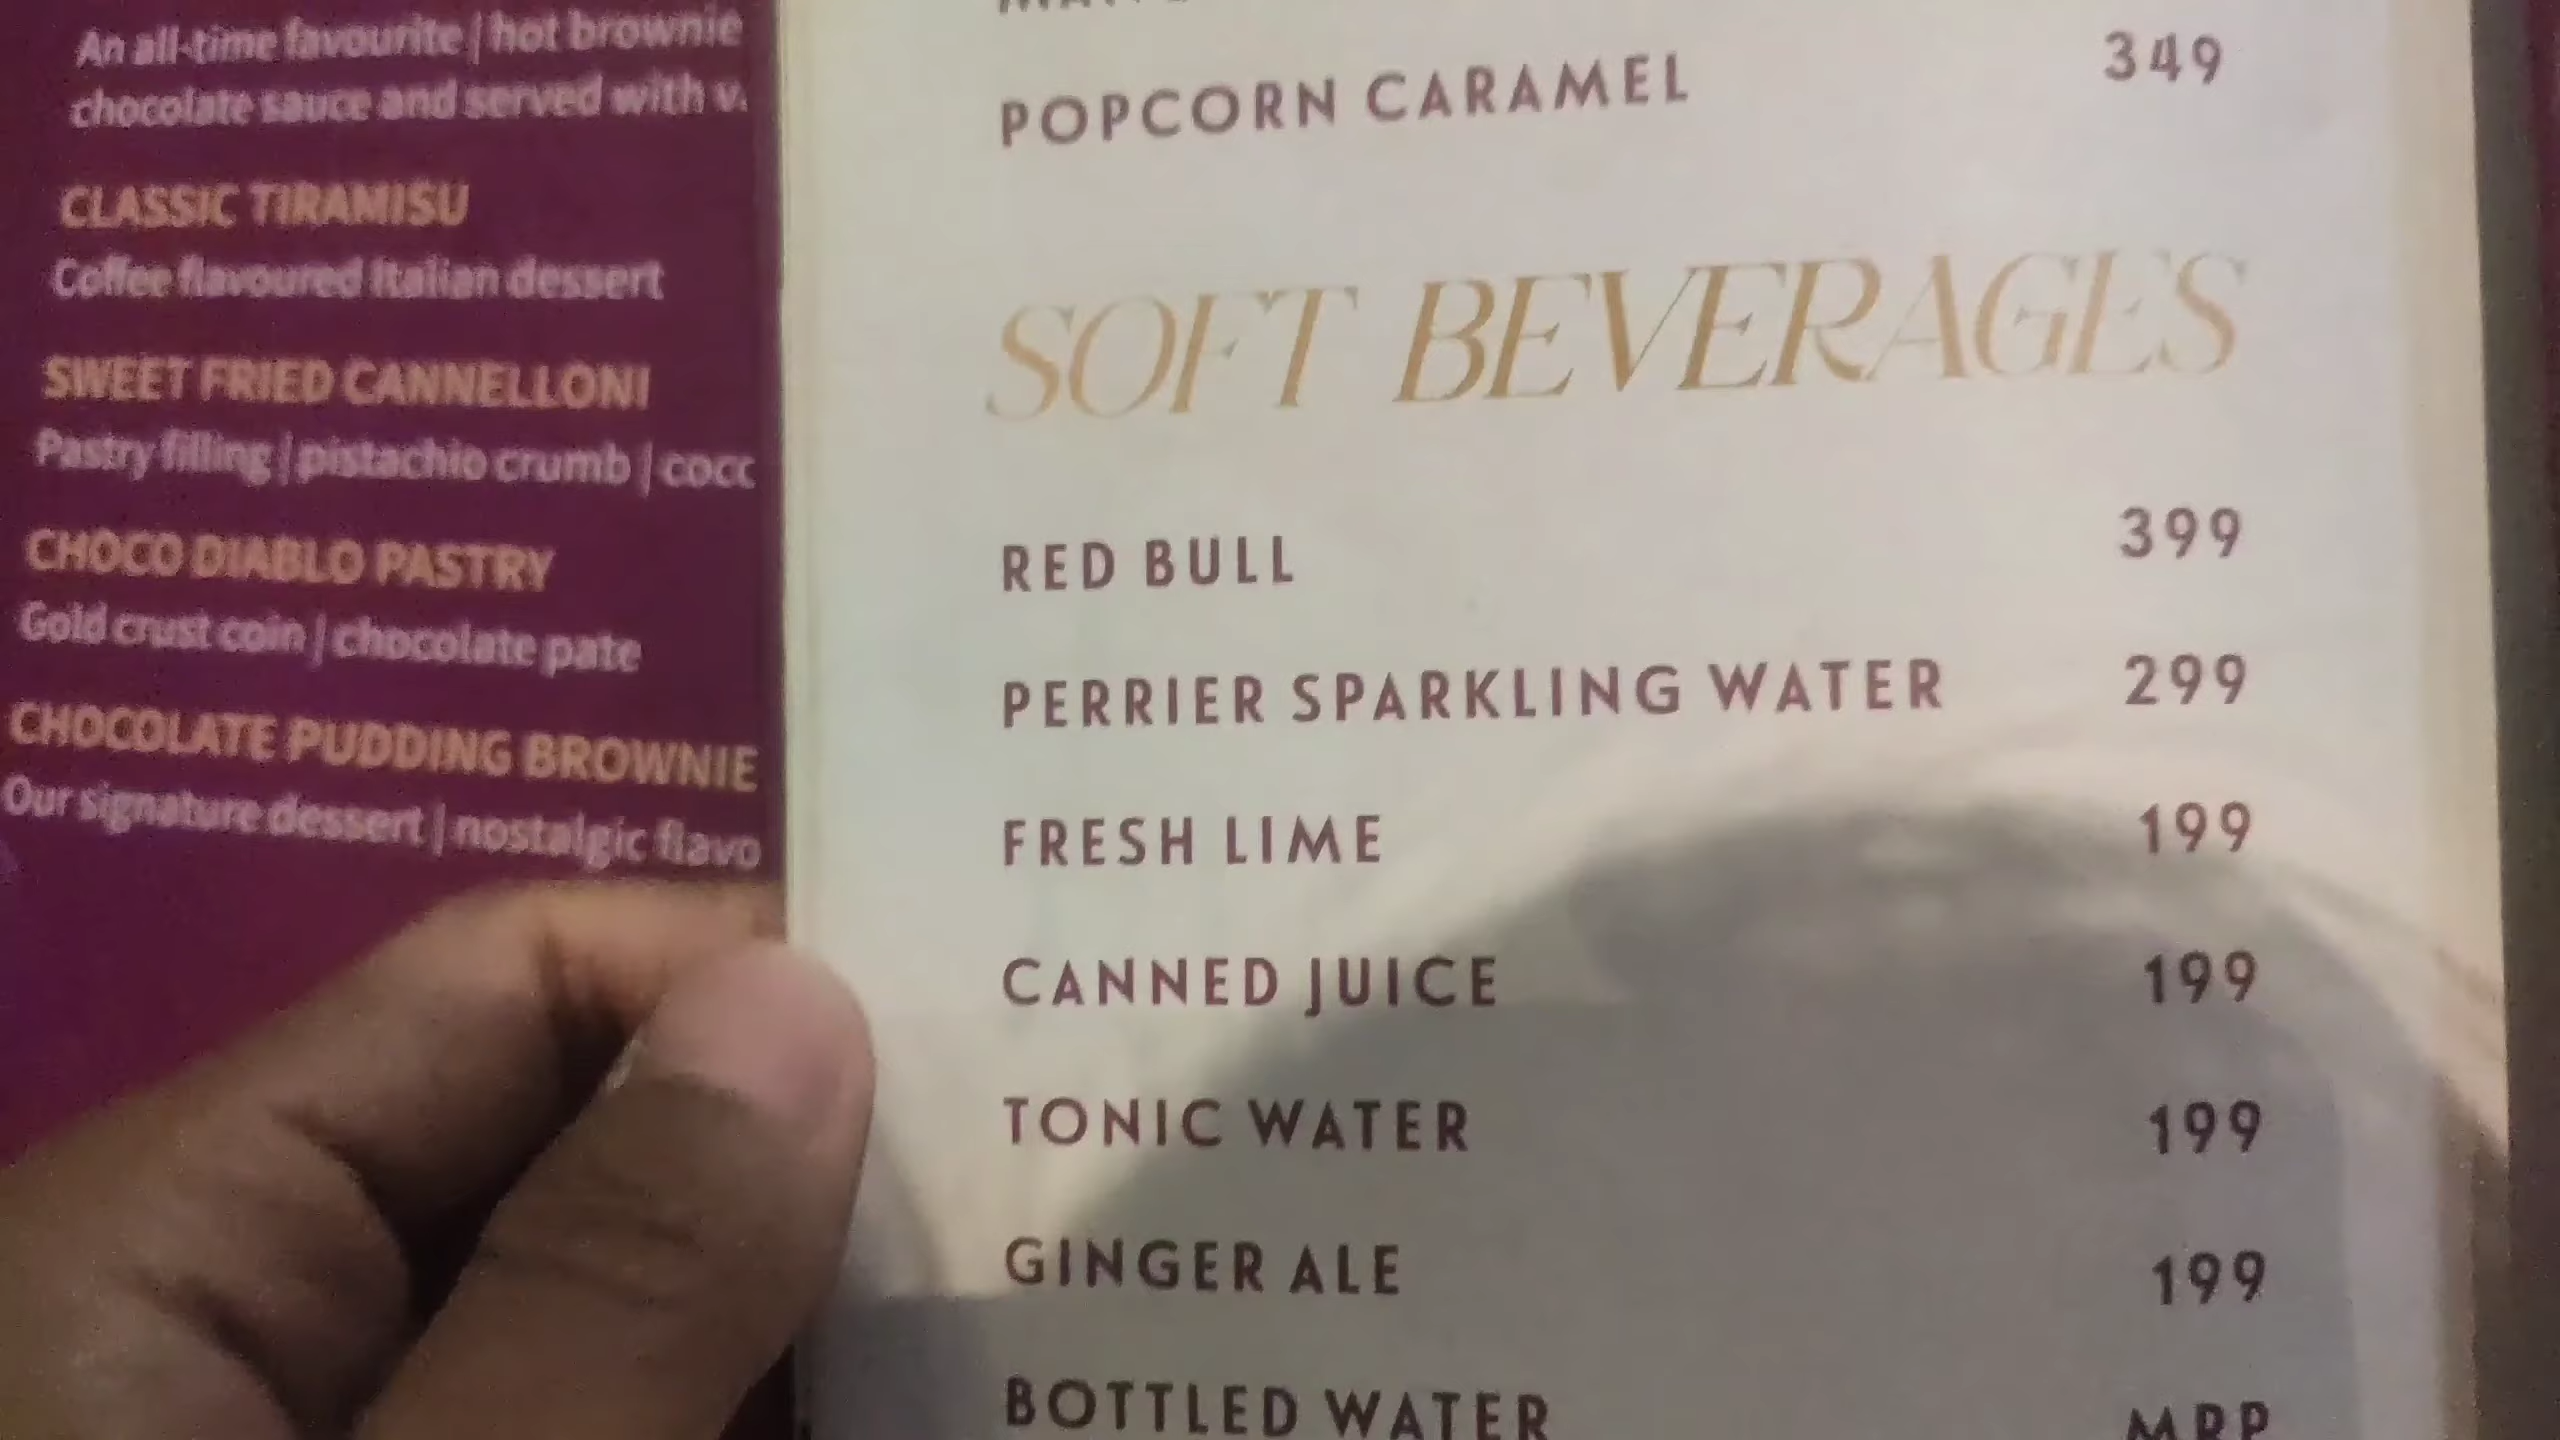 An all-time favourite | hot brownie
chocolate sauce and served with v.
CLASSIC TIRAMISU
Coffee flavoured Italian dessert
SWEET FRIED CANNELLONI
Pastry filling | pistachio crumb | coco
CHOCO DIABLO PASTRY
Gold crust coin | chocolate pate
CHOCOLATE PUDDING BROWNIE
Our signature dessert | nostalgic flavo
POPCORN CARAMEL 349
SOFT BEVERAGES
RED BULL 399
PERRIER SPARKLING WATER 299
FRESH LIME 199
CANNED JUICE 199
TONIC WATER 199
GINGER ALE 199
BOTTLED WATER MRP